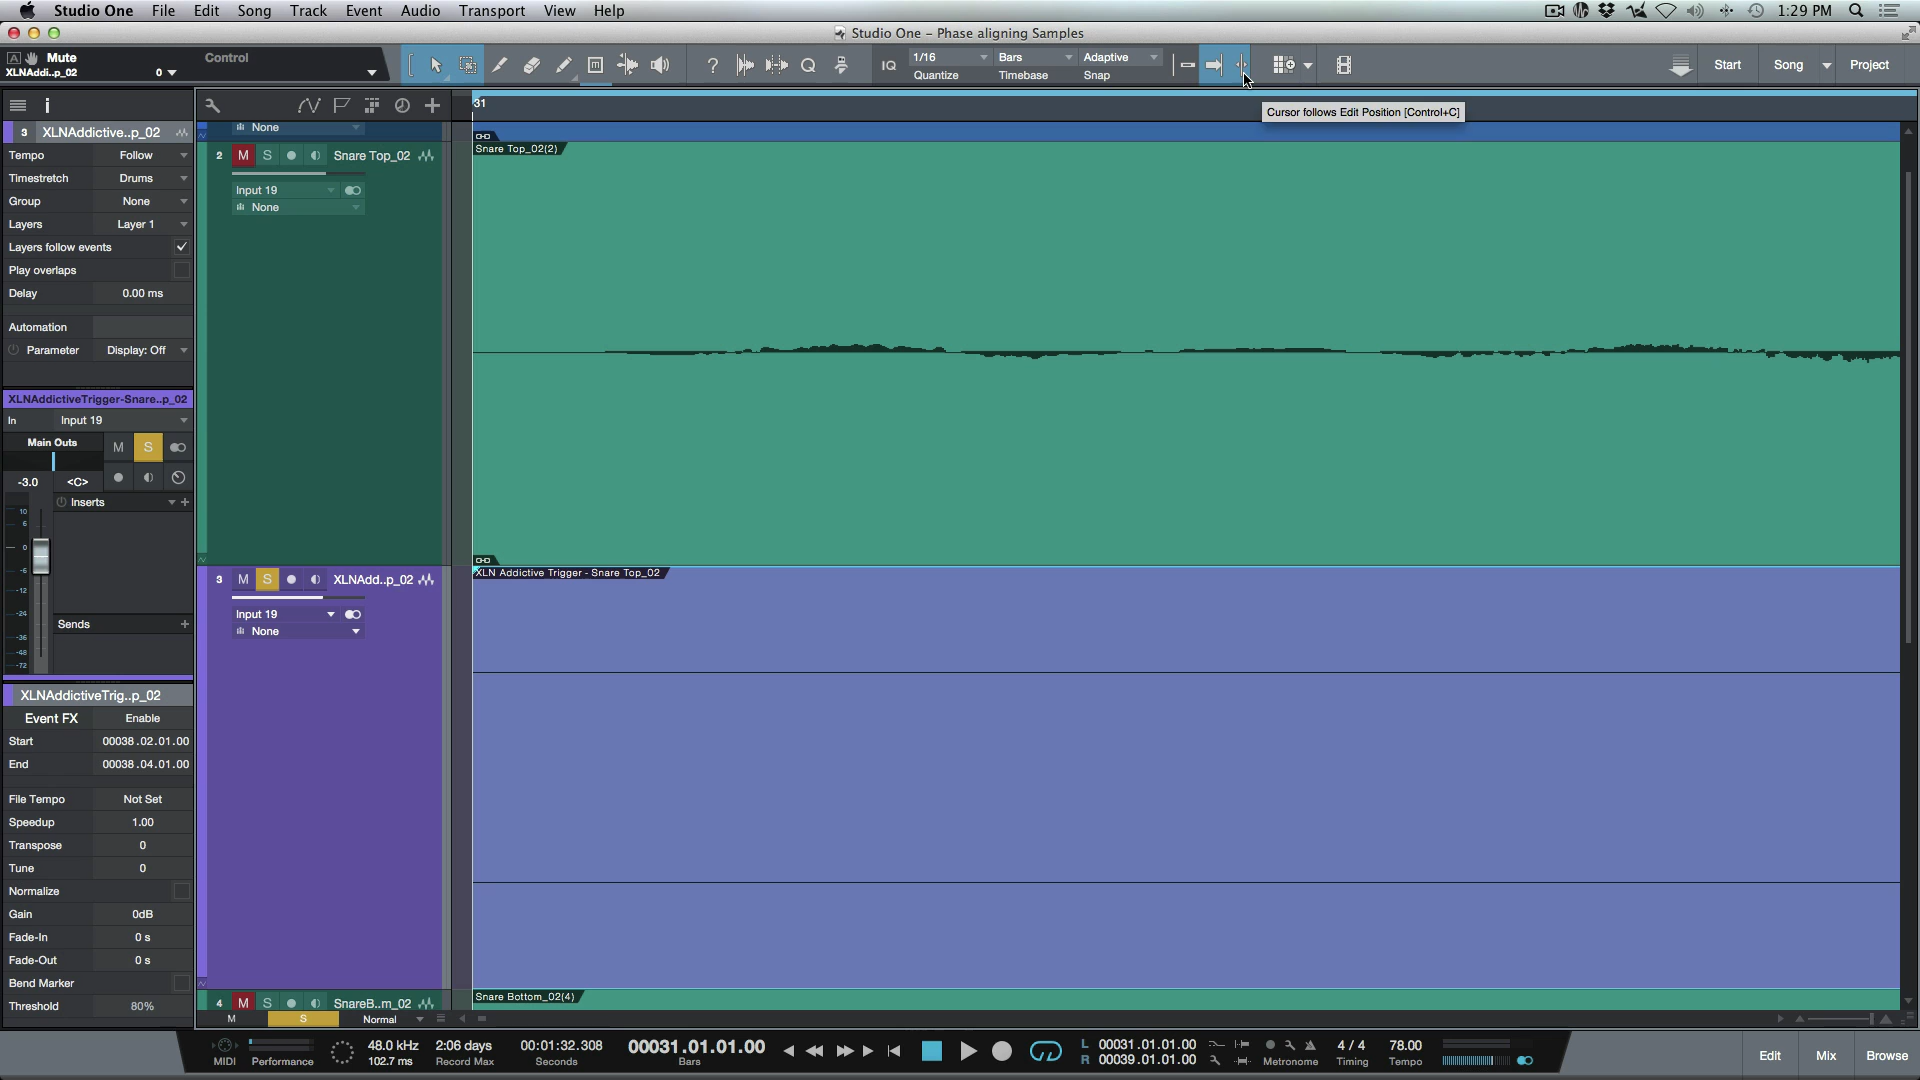 Studio One File Edit Song Track Event Audio Transport View Help 1:29 PM
Studio One - Phase aligning Samples
A Mute Control
XLNAddi..p_02 0
? IQ 1/16 Bars Adaptive Start Song Project
Quantize Timebase Snap
31
Cursor follows Edit Position [Control+C]
i
3 XLNAddictive..p_02
Tempo Follow
Timestretch Drums
Group None
Layers Layer 1
Layers follow events
Play overlaps
Delay 0.00 ms
Automation
Parameter Display: Off
XLNAddictiveTrigger-Snare..p_02
In Input 19
Main Outs M S
-3.0 <C>
Inserts
10
6
0
-6
-12
-24
-36
-48
-72
Sends
XLNAddictiveTrig..p_02
Event FX Enable
Start 00038.02.01.00
End 00038.04.01.00
File Tempo Not Set
Speedup 1.00
Transpose 0
Tune 0
Normalize
Gain 0dB
Fade-In 0 s
Fade-Out 0 s
Bend Marker
Threshold 80%
None
2 M S Snare Top_02
Input 19
None
Snare Top_02(2)
3 M S XLNAdd..p_02
Input 19
None
XLN Addictive Trigger - Snare Top_02
4 M S SnareB..m_02
Snare Bottom_02(4)
M S Normal
MIDI Performance
48.0 kHz
102.7 ms
2:06 days
Record Max
00:01:32.308
Seconds
00031.01.01.00
Bars
L 00031.01.01.00
R 00039.01.01.00
Metronome
4 / 4
Timing
78.00
Tempo
Edit Mix Browse